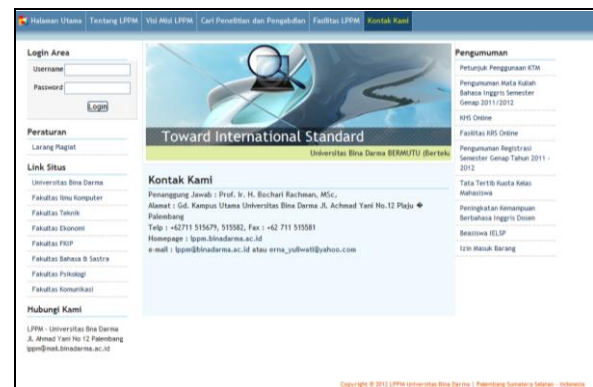 Halaman Utama
Tentang LPPM
Visi Misi LPPM
Cari Penelitian dan Pengabdian
Fasilitas LPPM
Kontak Kami
Login Area
Username
Password
Login
Peraturan
Larang Plagiat
Link Situs
Universitas Bina Darma
Fakultas Ilmu Komputer
Fakultas Teknik
Fakultas Ekonomi
Fakultas FKIP
Fakultas Bahasa & Sastra
Fakultas Psikologi
Fakultas Komunikasi
Hubungi Kami
LPPM - Universitas Bina Darma
Jl. Ahmad Yani No 12 Palembang
lppm@mail.binadarma.ac.id
Toward International Standard
Universitas Bina Darma BERMUTU (Bertek
Kontak Kami
Penanggung Jawab : Prof. Ir. H. Bochari Rachman, MSc,
Alamat : Gd. Kampus Utama Universitas Bina Darma Jl. Achmad Yani No.12 Plaju �
Palembang
Telp : +62711 515679, 515582, Fax : +62 711 515581
Homepage : lppm.binadarma.ac.id
e-mail : lppm@binadarma.ac.id atau erna_yuliwati@yahoo.com
Pengumuman
Petunjuk Penggunaan KTM
Pengumuman Mata Kuliah
Bahasa Inggris Semester
Genap 2011/2012
KHS Online
Fasilitas KRS Online
Pengumuman Registrasi
Semester Genap Tahun 2011 -
2012
Tata Tertib Kuota Kelas
Mahasiswa
Peningkatan Kemampuan
Berbahasa Inggris Dosen
Beasiswa IELSP
Izin Masuk Barang
Copyright © 2012 LPPM Universitas Bina Darma | Palembang Sumatera Selatan - Indonesia